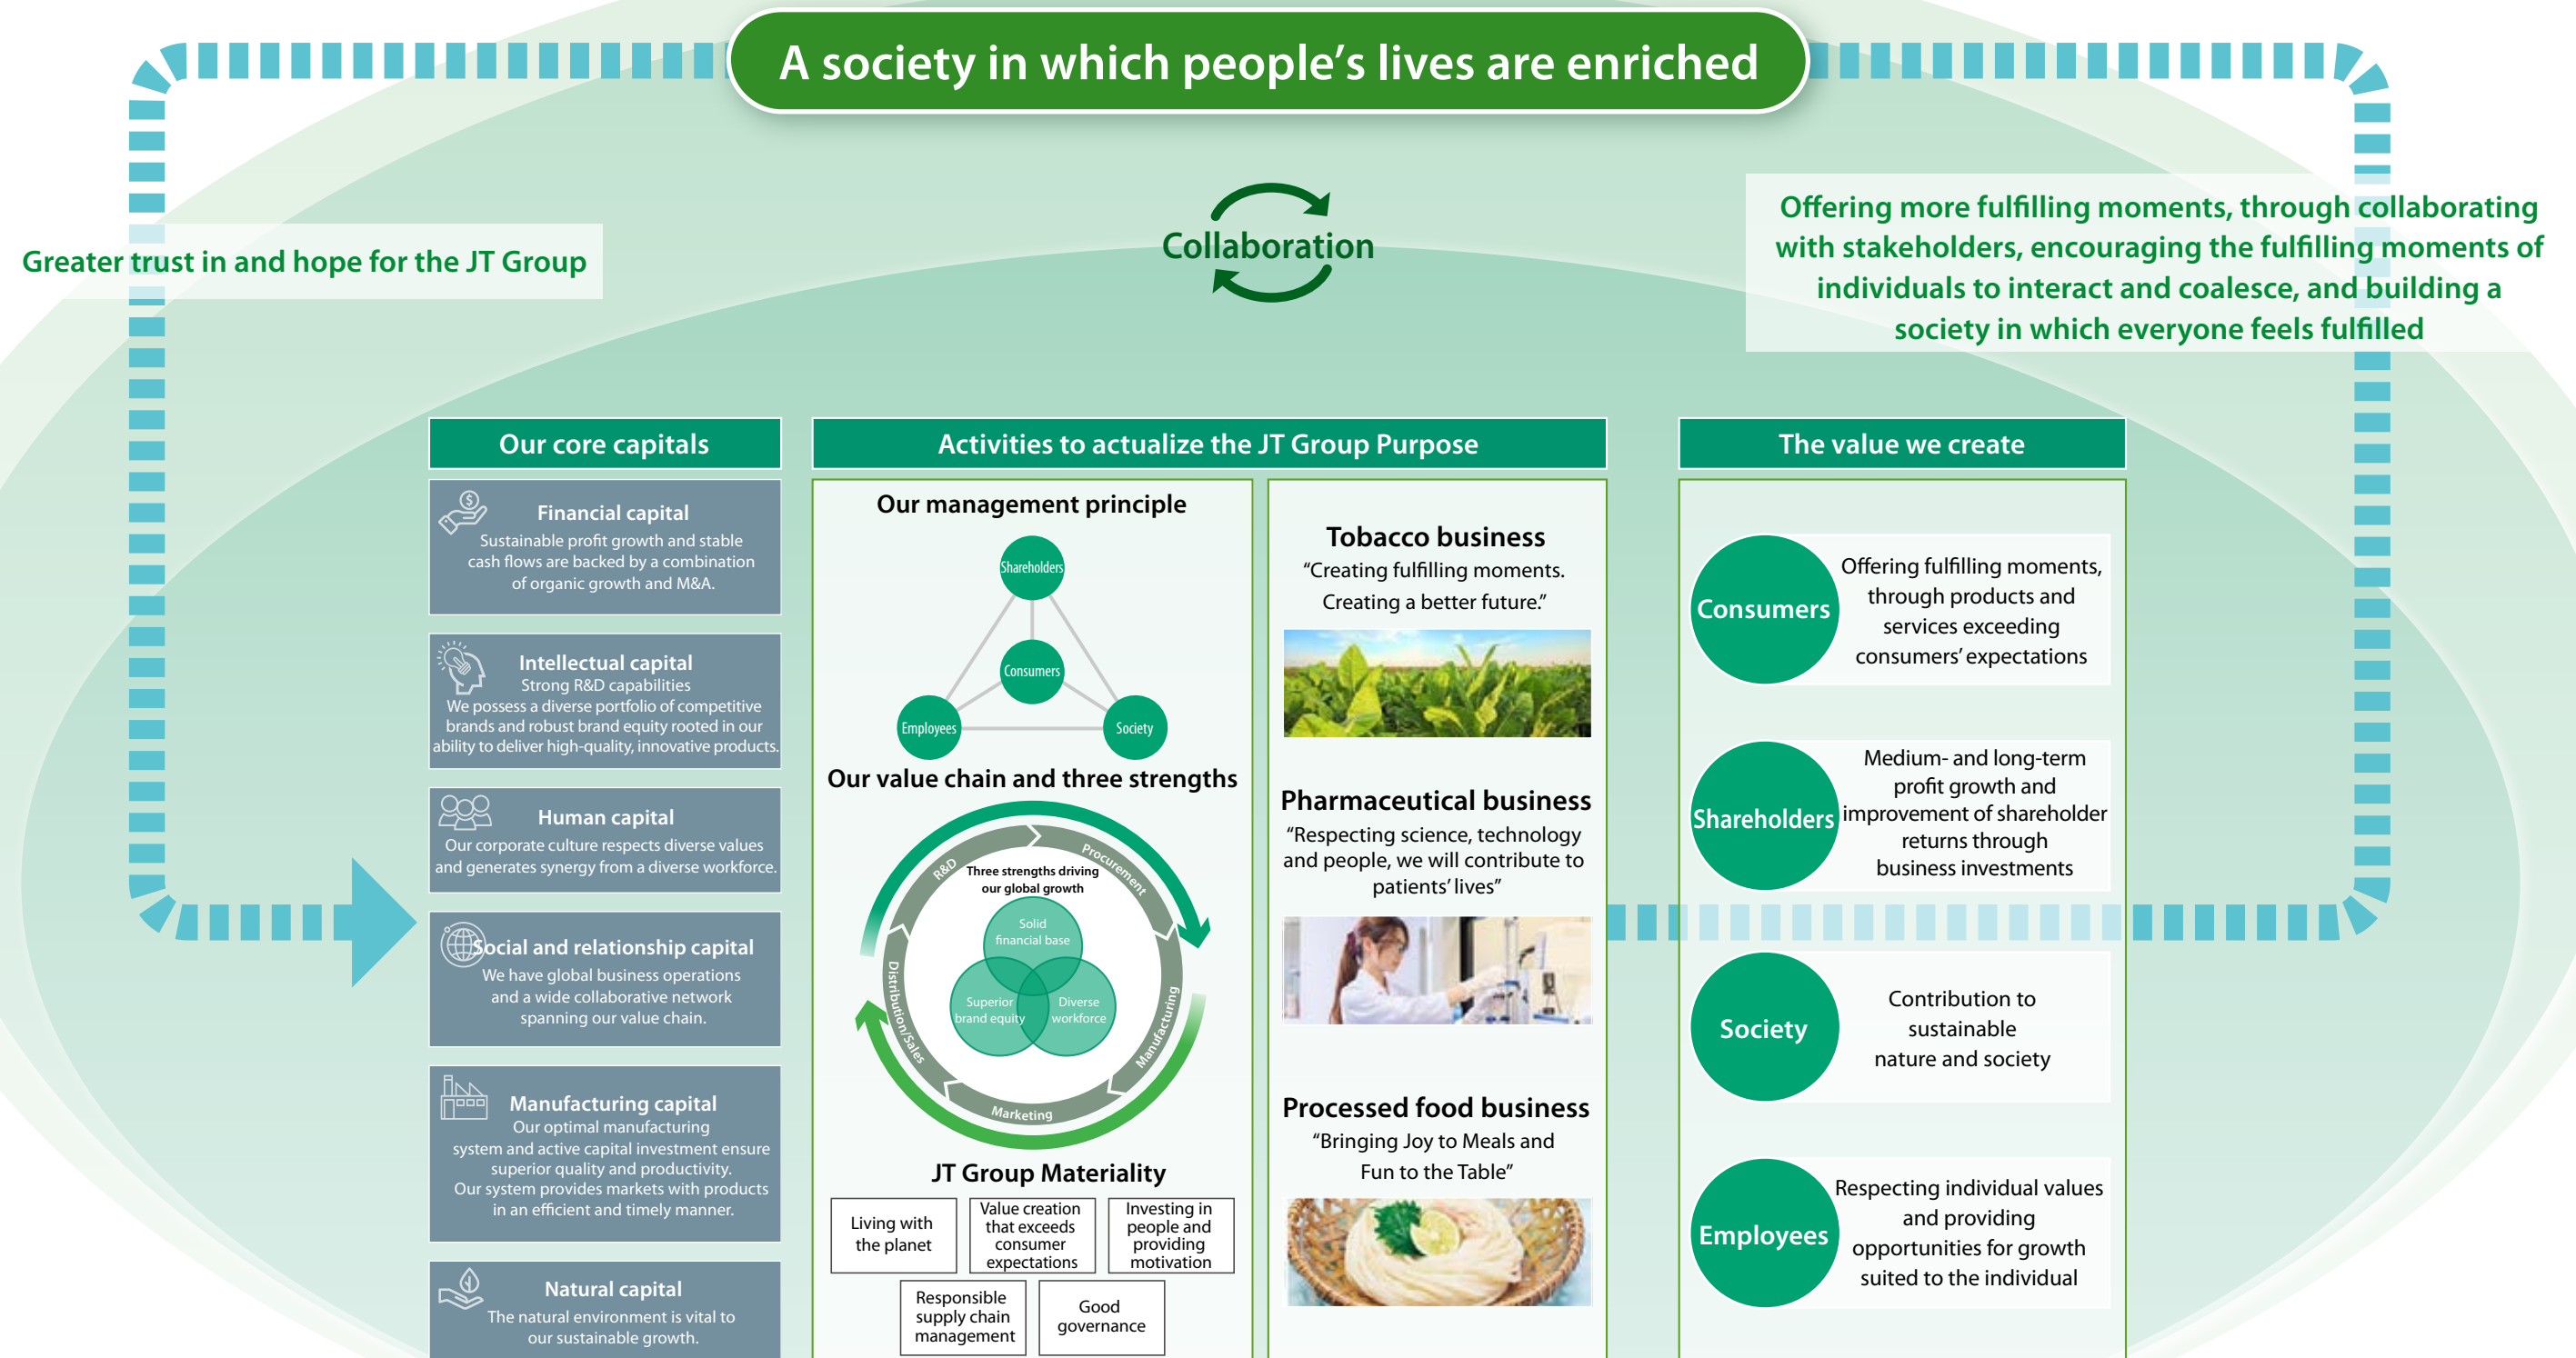 A society in which people’s lives are enriched
Collaboration
Greater trust in and hope for the JT Group
Offering more fulfilling moments, through collaborating
with stakeholders, encouraging the fulfilling moments of
individuals to interact and coalesce, and building a
society in which everyone feels fulfilled
Our core capitals
Financial capital
Sustainable profit growth and stable
cash flows are backed by a combination
of organic growth and M&A.
Intellectual capital
Strong R&D capabilities
We possess a diverse portfolio of competitive
brands and robust brand equity rooted in our
ability to deliver high-quality, innovative products.
Human capital
Our corporate culture respects diverse values
and generates synergy from a diverse workforce.
Social and relationship capital
We have global business operations
and a wide collaborative network
spanning our value chain.
Manufacturing capital
Our optimal manufacturing
system and active capital investment ensure
superior quality and productivity.
Our system provides markets with products
in an efficient and timely manner.
Natural capital
The natural environment is vital to
our sustainable growth.
Activities to actualize the JT Group Purpose
Our management principle
Shareholders
Consumers
Employees
Society
Our value chain and three strengths
R&D
Procurement
Manufacturing
Marketing
Distribution/Sales
Three strengths driving
our global growth
Solid
financial base
Superior
brand equity
Diverse
workforce
JT Group Materiality
Living with
the planet
Value creation
that exceeds
consumer
expectations
Investing in
people and
providing
motivation
Responsible
supply chain
management
Good
governance
Tobacco business
“Creating fulfilling moments.
Creating a better future.”
Pharmaceutical business
“Respecting science, technology
and people, we will contribute to
patients’ lives”
Processed food business
“Bringing Joy to Meals and
Fun to the Table”
The value we create
Consumers
Offering fulfilling moments,
through products and
services exceeding
consumers’ expectations
Shareholders
Medium- and long-term
profit growth and
improvement of shareholder
returns through
business investments
Society
Contribution to
sustainable
nature and society
Employees
Respecting individual values
and providing
opportunities for growth
suited to the individual